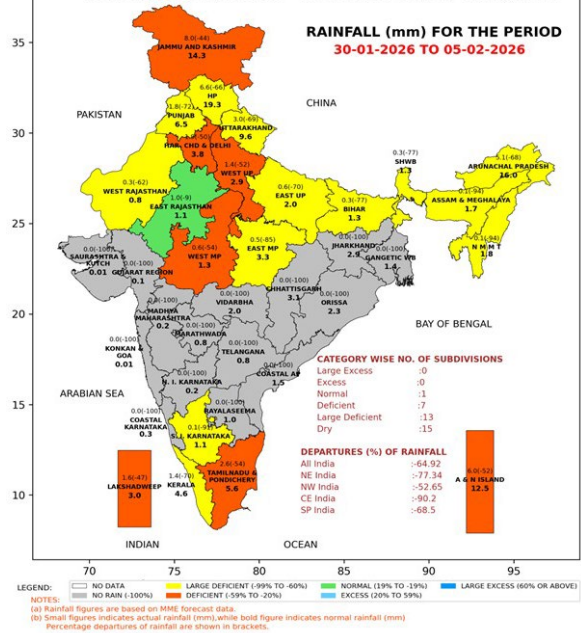 RAINFALL (mm) FOR THE PERIOD
30-01-2026 TO 05-02-2026
35
8.0(-44)
JAMMU AND KASHMIR
14.3
6.6(-66)
HP
19.3
CHINA
PAKISTAN
1.8(-72)
PUNJAB
6.5
3.0(-69)
UTTARAKHAND
9.6
30
HAR. CHD & DELHI
3.8
1.4(-52)
WEST UP
2.9
0.3(-77)
SHWB
1.3
5.1(-68)
ARUNACHAL PRADESH
16.0
0.3(-62)
WEST RAJASTHAN
0.8
1.0(-9)
EAST RAJASTHAN
1.1
0.6(-70)
EAST UP
2.0
0.3(-77)
BIHAR
1.3
0.1(-94)
ASSAM & MEGHALAYA
1.7
25
0.0(-100)
SAURASHTRA &
KUTCH
0.01
GUJARAT REGION
0.1
0.6(-54)
WEST MP
1.3
0.5(-85)
EAST MP
3.3
0.0(-100)
JHARKHAND
2.9
0.0(-100)
GANGETIC WB
1.4
0.1(-94)
N M M T
1.8
0.0(-100)
MADHYA
MAHARASHTRA
0.2
0.0(-100)
VIDARBHA
2.0
0.0(-100)
CHHATTISGARH
3.1
0.0(-100)
ORISSA
2.3
20
0.0(-100)
KONKAN &
GOA
0.01
0.0(-100)
MARATHWADA
0.8
0.0(-100)
TELANGANA
0.8
BAY OF BENGAL
0.0(-100)
COASTAL AP
1.5
ARABIAN SEA
0.0(-100)
N. I. KARNATAKA
0.2
15
0.0(-100)
COASTAL
KARNATAKA
0.3
0.0(-100)
RAYALASEEMA
1.0
0.1(-91)
S. I. KARNATAKA
1.1
CATEGORY WISE NO. OF SUBDIVISIONS
Large Excess :0
Excess :0
Normal :1
Deficient :7
Large Deficient :13
Dry :15
DEPARTURES (%) OF RAINFALL
All India :-64.92
NE India :-77.34
NW India :-52.65
CE India :-90.2
SP India :-68.5
1.6(-47)
LAKSHADWEEP
3.0
1.4(-70)
KERALA
4.6
2.6(-54)
TAMILNADU &
PONDICHERY
5.6
6.0(-52)
A & N ISLAND
12.5
10
INDIAN OCEAN
70 75 80 85 90 95
LEGEND:
NO DATA
LARGE DEFICIENT (-99% TO -60%)
NORMAL (19% TO -19%)
LARGE EXCESS (60% OR ABOVE)
NO RAIN (-100%)
DEFICIENT (-59% TO -20%)
EXCESS (20% TO 59%)
NOTES:
(a) Rainfall figures are based on MME forecast data.
(b) Small figures indicates actual rainfall (mm),while bold figure indicates normal rainfall (mm)
Percentage departures of rainfall are shown in brackets.